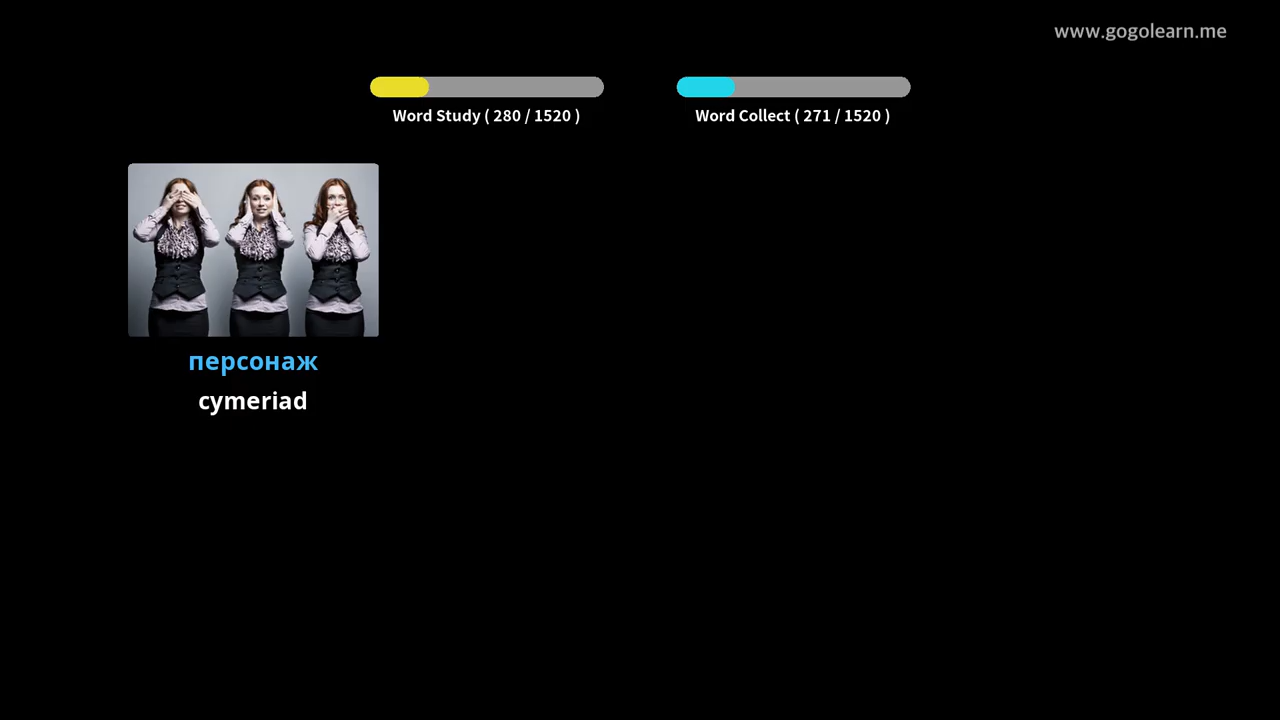 www.gogolearn.me
Word Study ( 280 / 1520 )
Word Collect ( 271 / 1520 )
персонаж
cymeriad